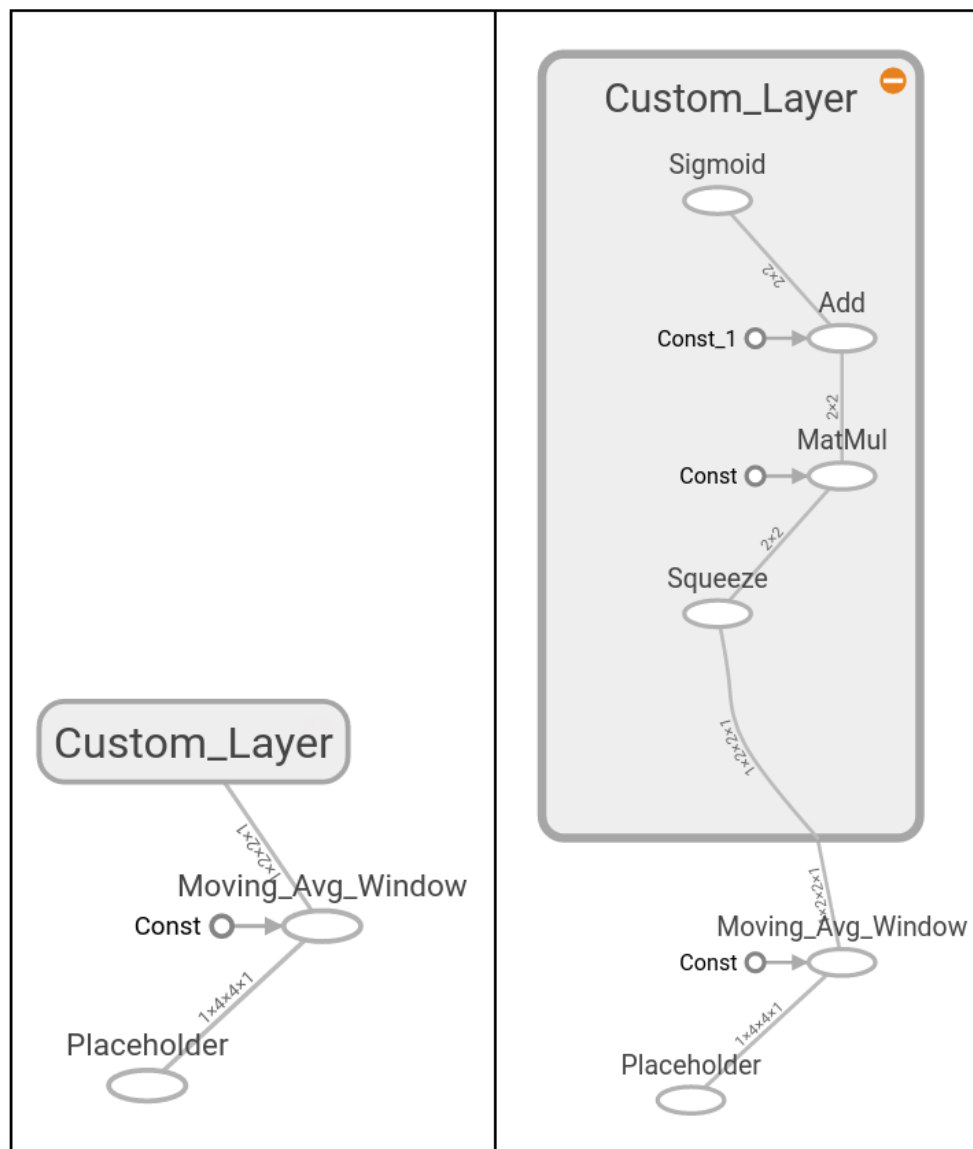 Custom_Layer
1×2×2×1
Moving_Avg_Window
Const
1×4×4×1
Placeholder
Custom_Layer
Sigmoid
2×2
Add
Const_1
2×2
MatMul
Const
2×2
Squeeze
1×2×2×1
1×2×2×1
Moving_Avg_Window
Const
1×4×4×1
Placeholder